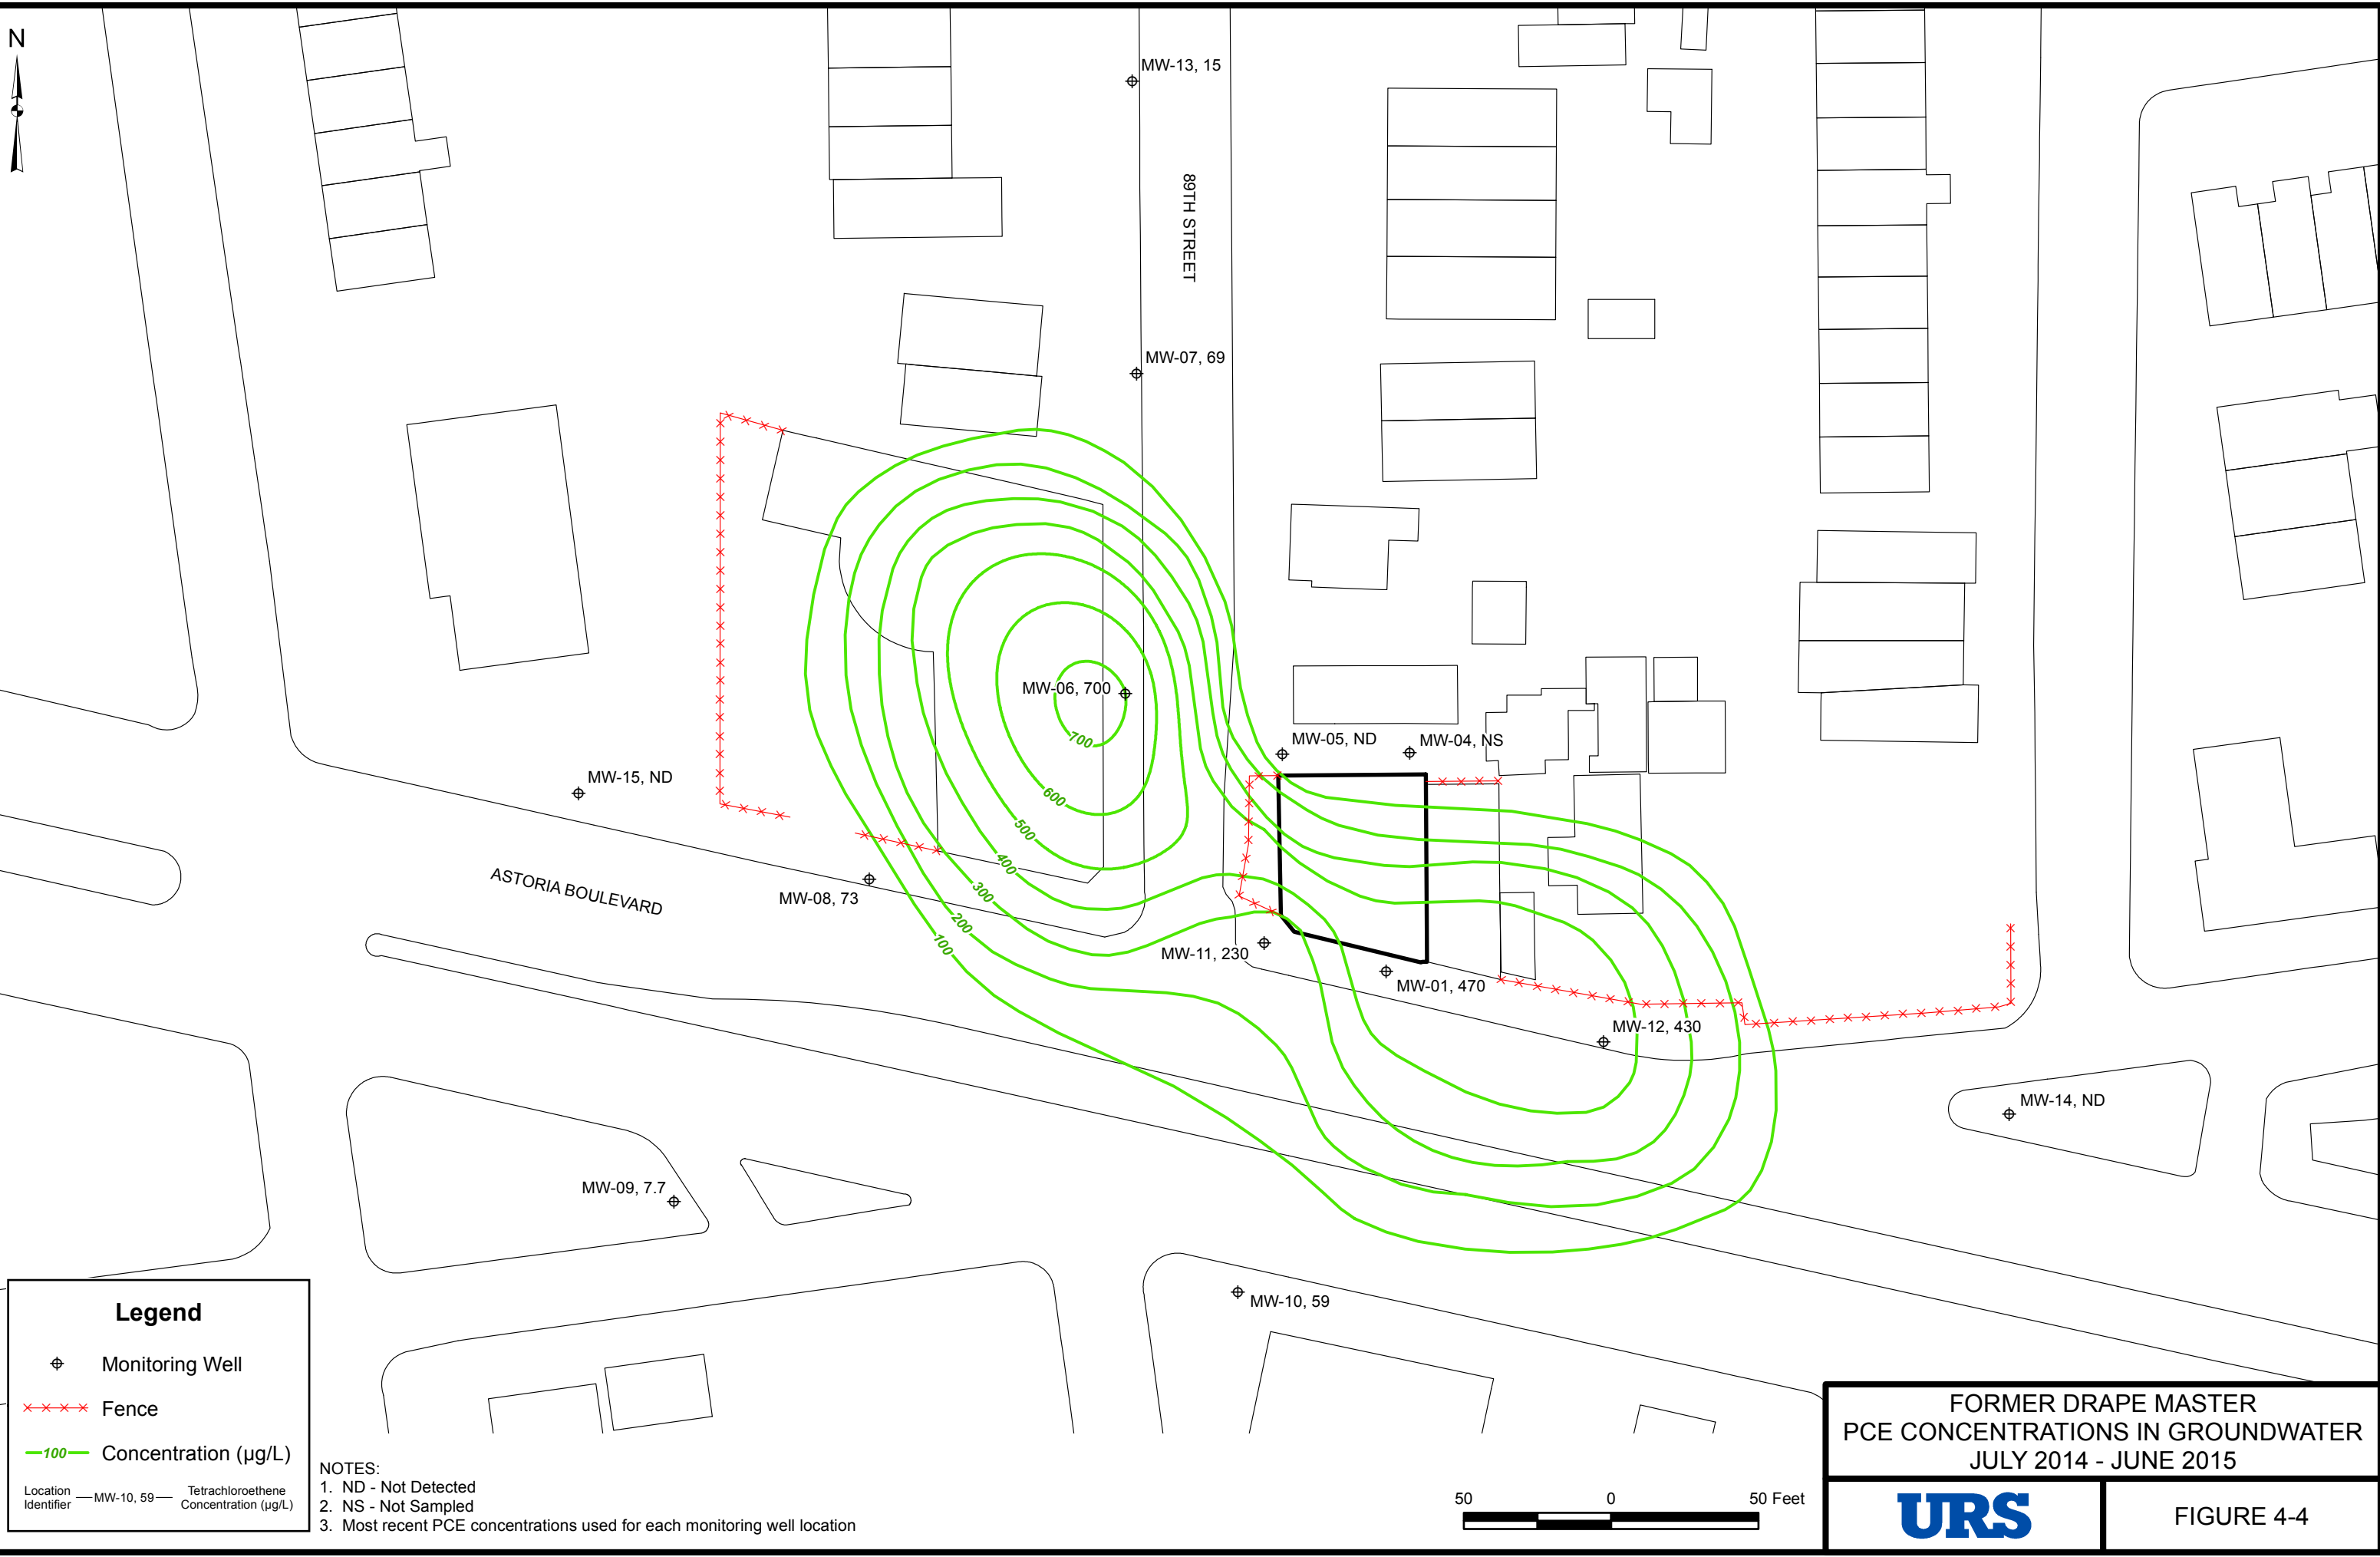 N
MW-13, 15
89TH STREET
MW-07, 69
MW-06, 700
700
MW-05, ND
MW-04, NS
MW-15, ND
600
500
400
300
200
100
ASTORIA BOULEVARD
MW-08, 73
MW-11, 230
MW-01, 470
MW-12, 430
MW-14, ND
MW-09, 7.7
MW-10, 59
Legend
Monitoring Well
Fence
100
Concentration (µg/L)
Location
Identifier
MW-10, 59
Tetrachloroethene
Concentration (µg/L)
NOTES:
1. ND - Not Detected
2. NS - Not Sampled
3. Most recent PCE concentrations used for each monitoring well location
50 0 50 Feet
FORMER DRAPE MASTER
PCE CONCENTRATIONS IN GROUNDWATER
JULY 2014 - JUNE 2015
URS
FIGURE 4-4